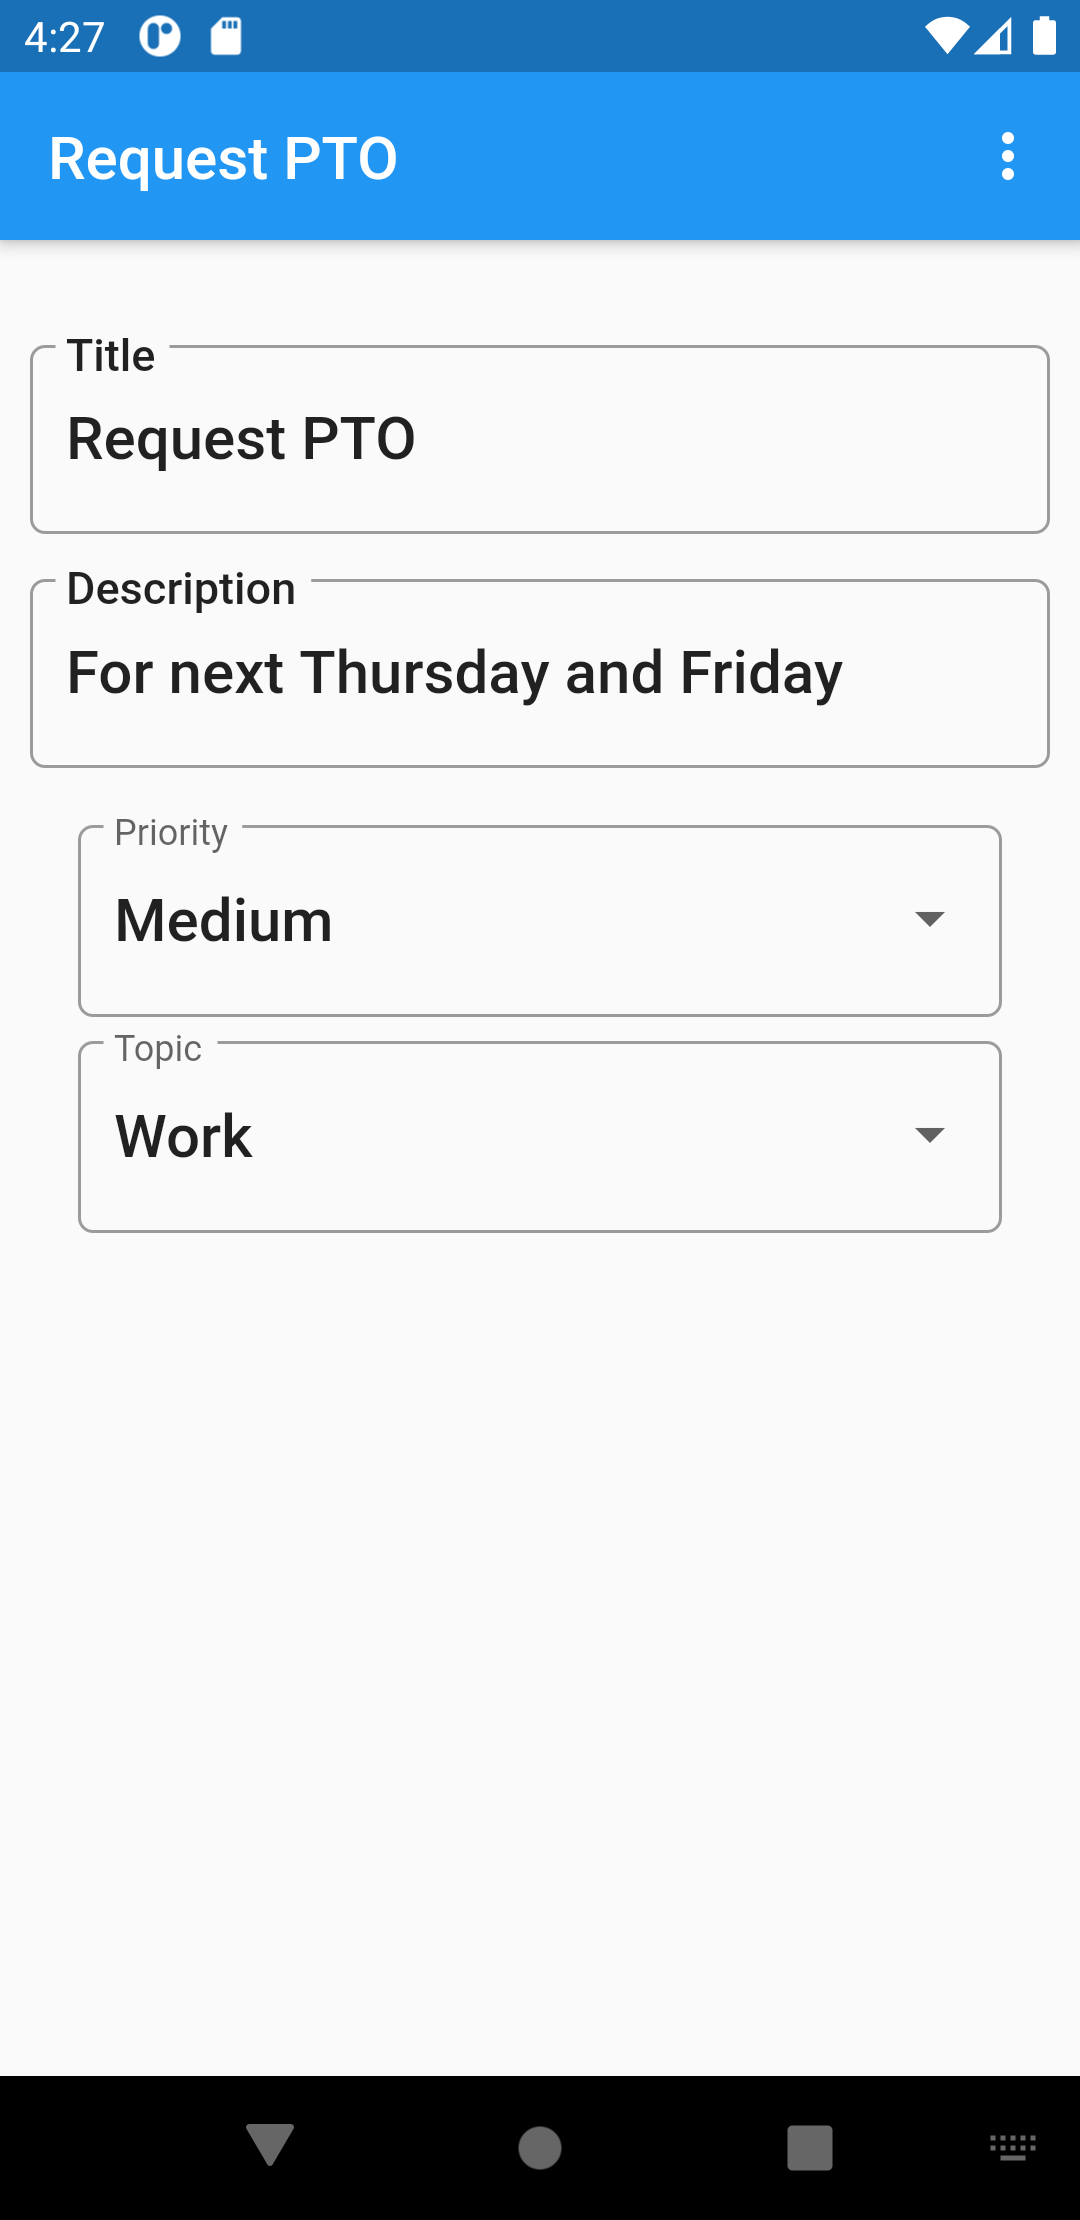 4:27
Request PTO
Title
Request PTO
Description
For next Thursday and Friday
Priority
Medium
Topic
Work